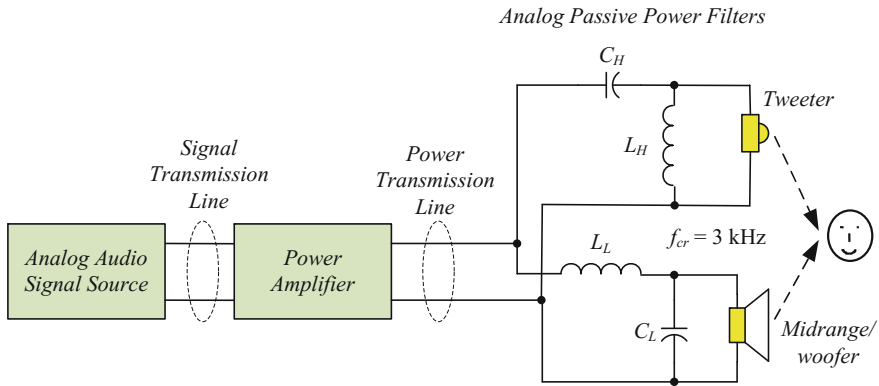 Analog Passive Power Filters
C_H
Tweeter
L_H
Signal
Transmission
Line
Power
Transmission
Line
f_cr = 3 kHz
Analog Audio
Signal Source
Power
Amplifier
L_L
C_L
Midrange/
woofer